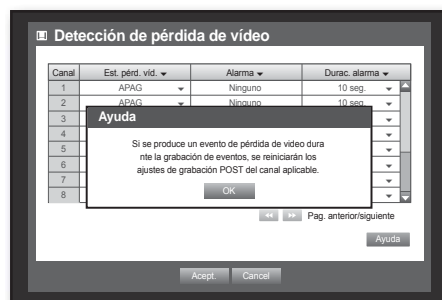 Detección de pérdida de vídeo
Canal Est. pérd. víd. Alarma Durac. alarma
1 APAG Ninguno 10 seg.
2 APAG Ninguno 10 seg.
3
4
5
6
7
8
Ayuda
Si se produce un evento de pérdida de video dura
nte la grabación de eventos, se reiniciarán los
ajustes de grabación POST del canal aplicable.
OK
Pag. anterior/siguiente
Ayuda
Acept. Cancel